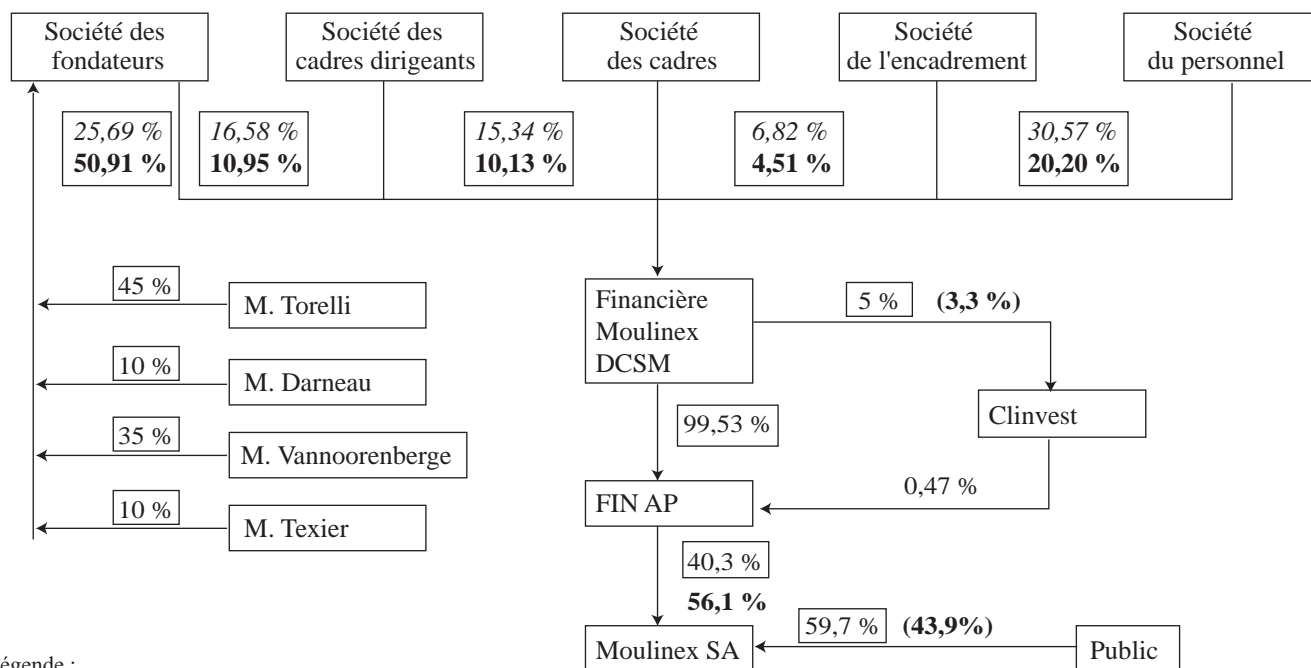 Société des
fondateurs
Société des
cadres dirigeants
Société
des cadres
Société
de l'encadrement
Société
du personnel
25,69 %
50,91 %
16,58 %
10,95 %
15,34 %
10,13 %
6,82 %
4,51 %
30,57 %
20,20 %
45 %
M. Torelli
10 %
M. Darneau
35 %
M. Vannoorenberge
10 %
M. Texier
Financière
Moulinex
DCSM
5 % (3,3 %)
Clinvest
99,53 %
0,47 %
FIN AP
40,3 %
56,1 %
Moulinex SA
59,7 % (43,9%)
Public
égende :